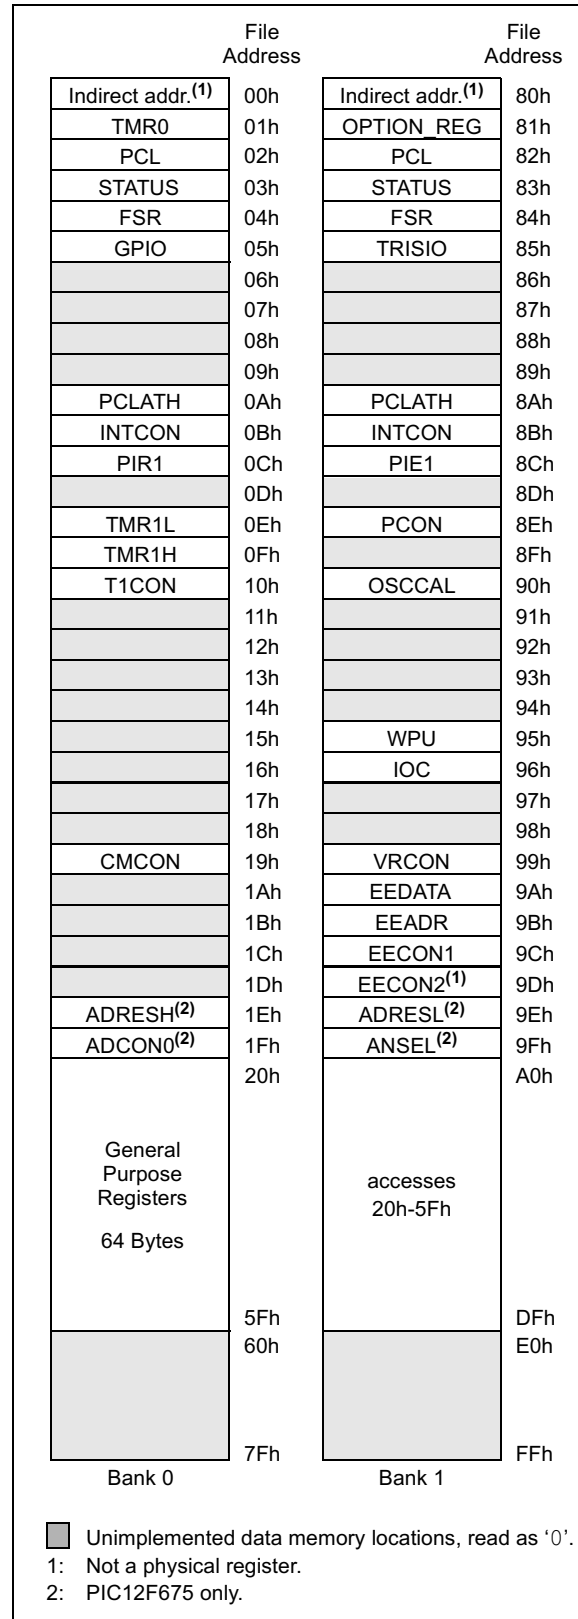 File Address File Address
Indirect addr.(1) 00h Indirect addr.(1) 80h
TMR0 01h OPTION_REG 81h
PCL 02h PCL 82h
STATUS 03h STATUS 83h
FSR 04h FSR 84h
GPIO 05h TRISIO 85h
06h 86h
07h 87h
08h 88h
09h 89h
PCLATH 0Ah PCLATH 8Ah
INTCON 0Bh INTCON 8Bh
PIR1 0Ch PIE1 8Ch
0Dh 8Dh
TMR1L 0Eh PCON 8Eh
TMR1H 0Fh 8Fh
T1CON 10h OSCCAL 90h
11h 91h
12h 92h
13h 93h
14h 94h
15h WPU 95h
16h IOC 96h
17h 97h
18h 98h
CMCON 19h VRCON 99h
1Ah EEDATA 9Ah
1Bh EEADR 9Bh
1Ch EECON1 9Ch
1Dh EECON2(1) 9Dh
ADRESH(2) 1Eh ADRESL(2) 9Eh
ADCON0(2) 1Fh ANSEL(2) 9Fh
20h A0h
General
Purpose
Registers
64 Bytes
accesses
20h-5Fh
5Fh DFh
60h E0h
7Fh FFh
Bank 0 Bank 1
Unimplemented data memory locations, read as ‘0’.
1: Not a physical register.
2: PIC12F675 only.